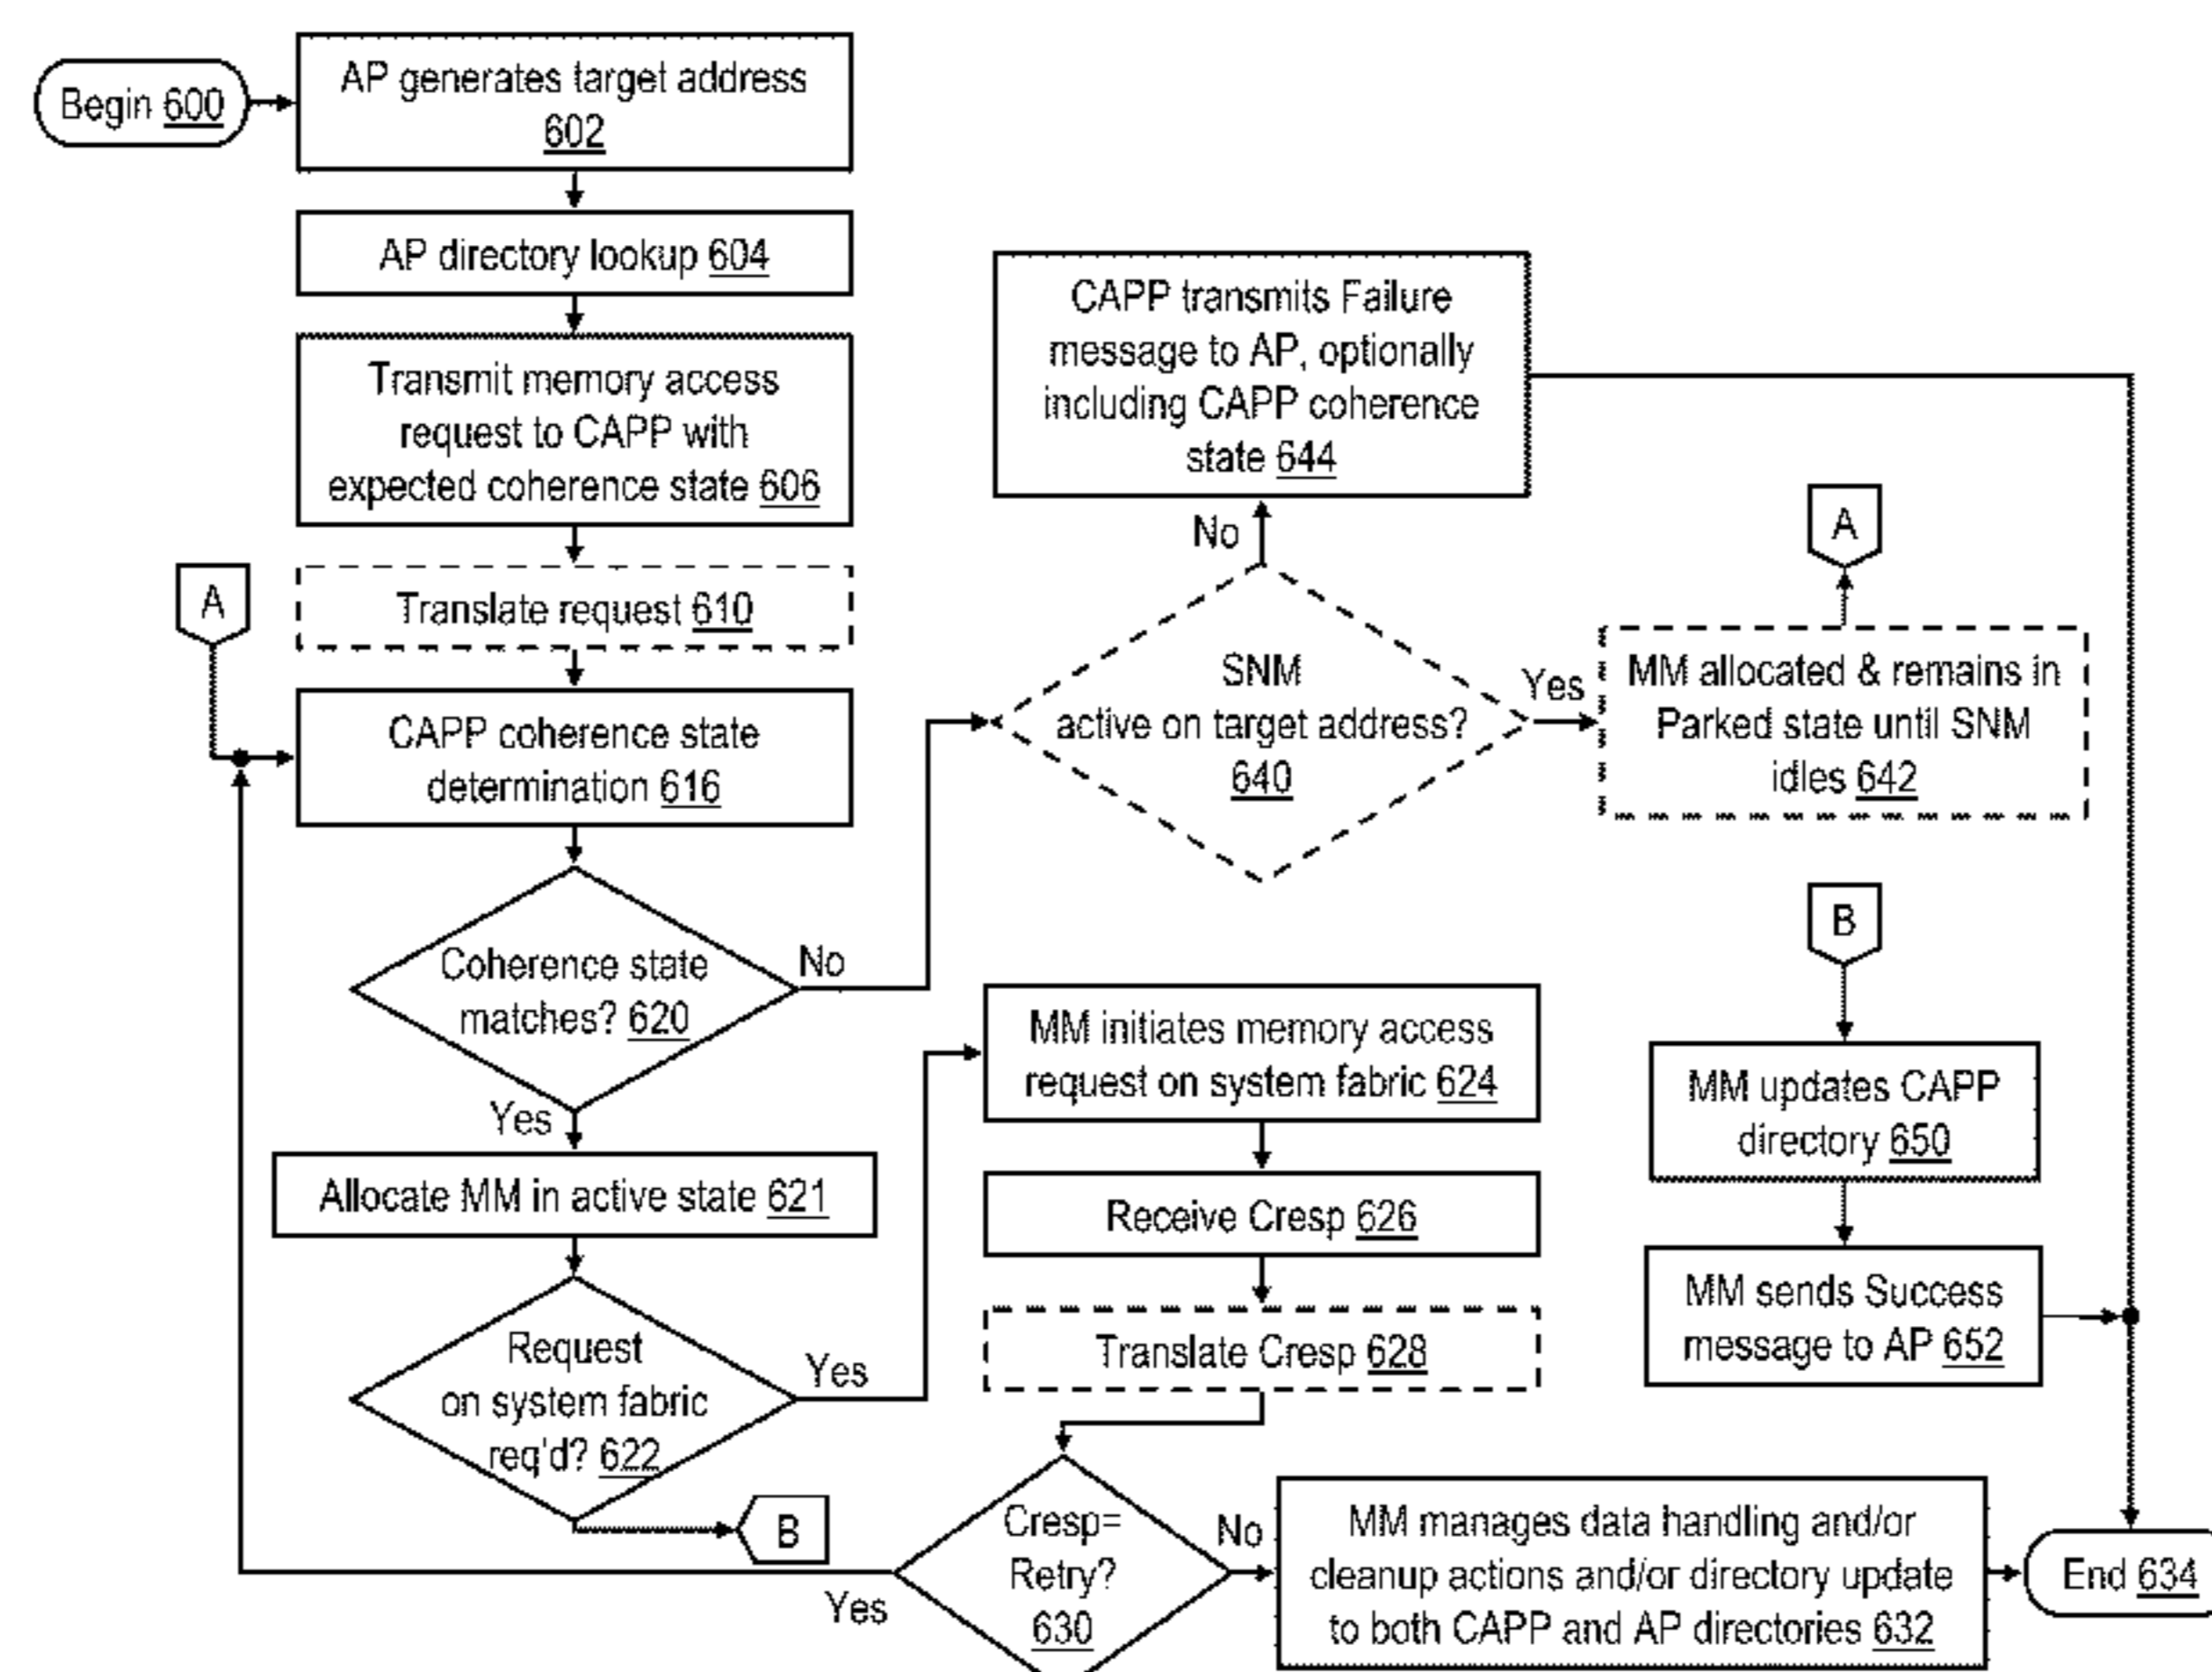 Begin 600
AP generates target address
602
AP directory lookup 604
Transmit memory access
request to CAPP with
expected coherence state 606
A
Translate request 610
CAPP coherence state
determination 616
Coherence state
matches? 620
No
Yes
Allocate MM in active state 621
Request
on system fabric
req'd? 622
Yes
B
CAPP transmits Failure
message to AP, optionally
including CAPP coherence
state 644
No
SNM
active on target address?
640
Yes
A
MM allocated & remains in
Parked state until SNM
idles 642
MM initiates memory access
request on system fabric 624
Receive Cresp 626
Translate Cresp 628
Cresp=
Retry?
630
Yes
No
MM manages data handling and/or
cleanup actions and/or directory update
to both CAPP and AP directories 632
B
MM updates CAPP
directory 650
MM sends Success
message to AP 652
End 634